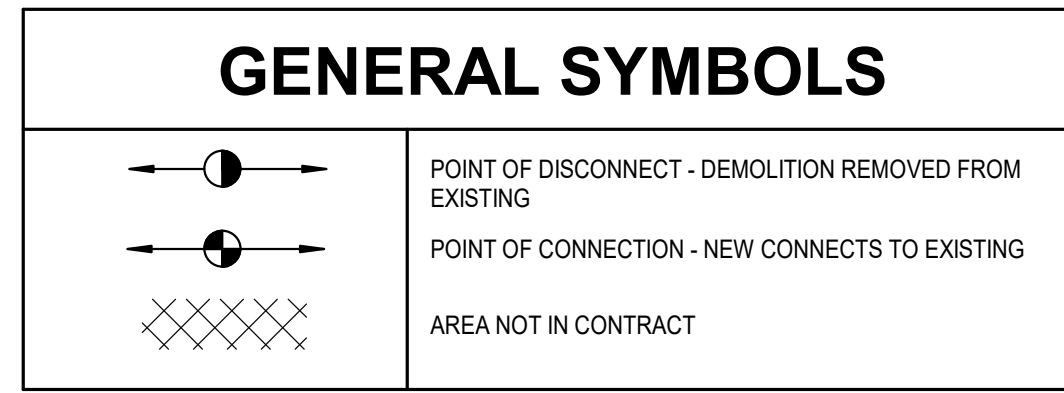 GENERAL SYMBOLS
POINT OF DISCONNECT - DEMOLITION REMOVED FROM
EXISTING
POINT OF CONNECTION - NEW CONNECTS TO EXISTING
AREA NOT IN CONTRACT